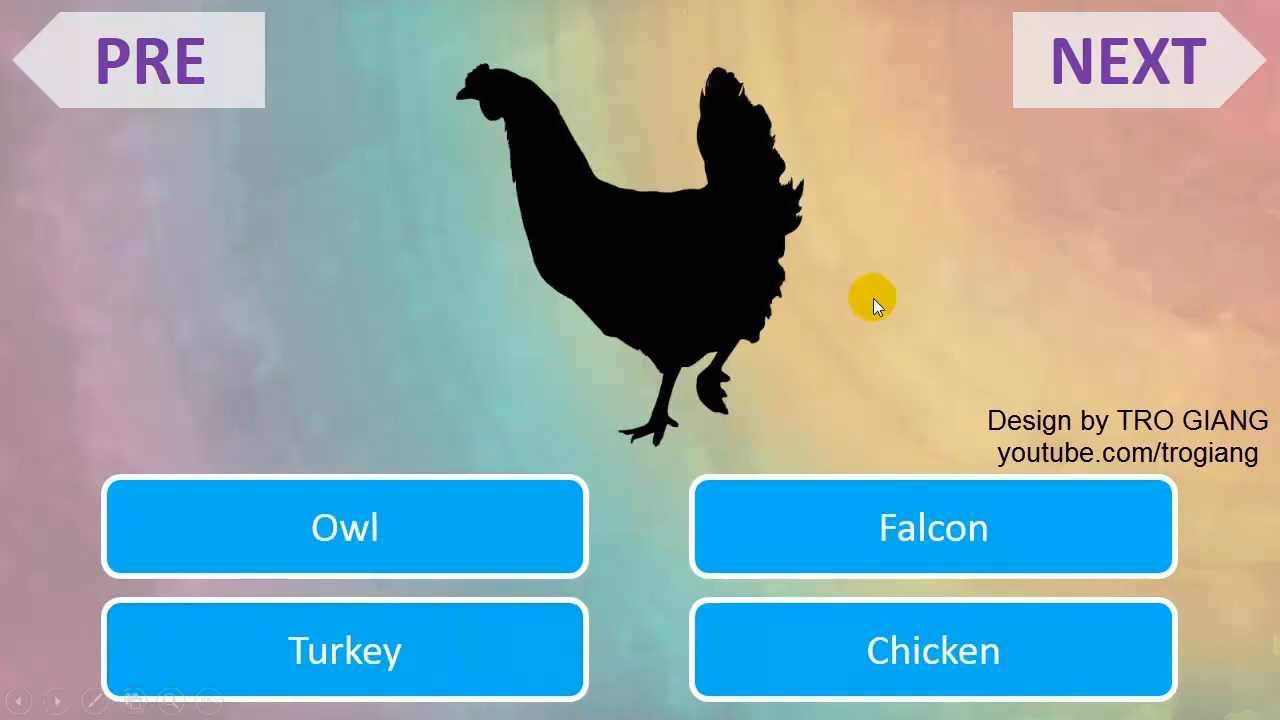 PRE
NEXT
Design by TRO GIANG
youtube.com/trogiang
Owl
Falcon
Turkey
Chicken